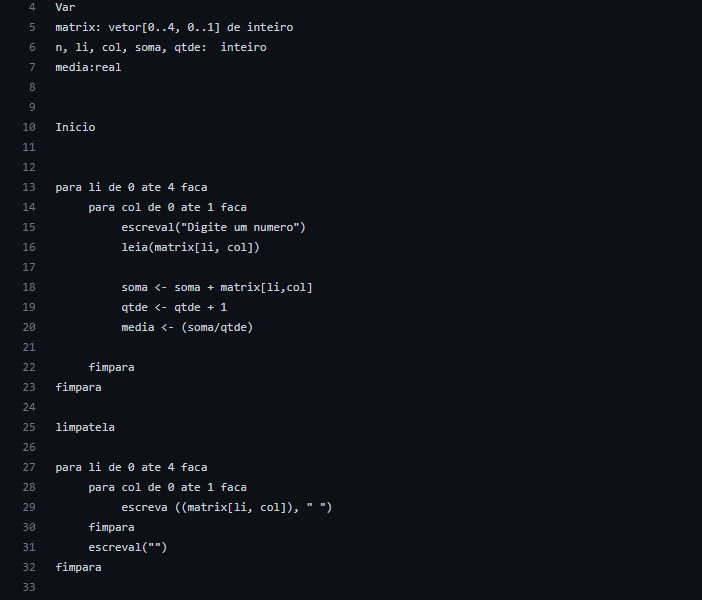 4 Var
5 matrix: vetor[0..4, 0..1] de inteiro
6 n, li, col, soma, qtde:  inteiro
7 media:real
8
9
10 Inicio
11
12
13 para li de 0 ate 4 faca
14      para col de 0 ate 1 faca
15           escreval("Digite um numero")
16           leia(matrix[li, col])
17
18           soma <- soma + matrix[li,col]
19           qtde <- qtde + 1
20           media <- (soma/qtde)
21
22      fimpara
23 fimpara
24
25 limpatela
26
27 para li de 0 ate 4 faca
28      para col de 0 ate 1 faca
29           escreva ((matrix[li, col]), " ")
30      fimpara
31      escreval("")
32 fimpara
33